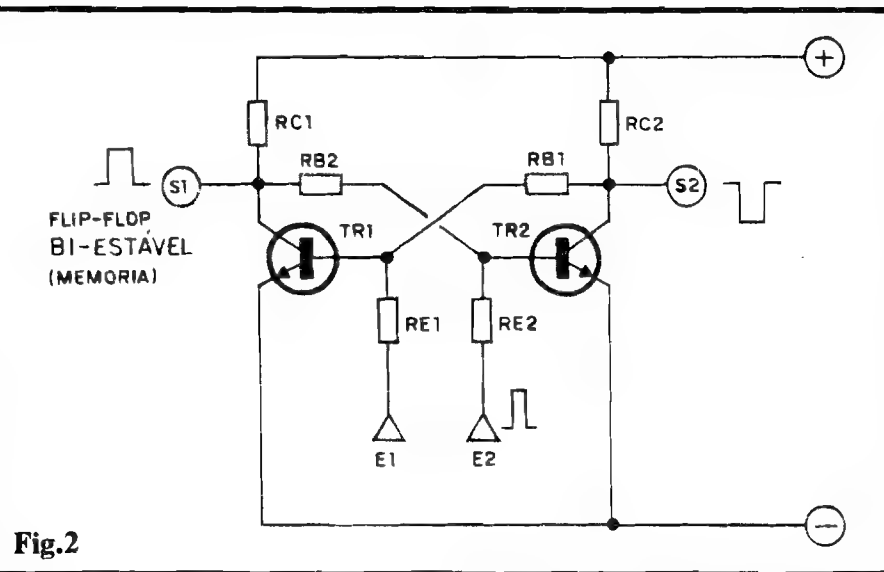 +
RC1
RC2
RB2
RB1
S1
S2
FLIP-FLOP
BI-ESTÁVEL
(MEMORIA)
TR1
TR2
RE1
RE2
E1
E2
−
Fig.2